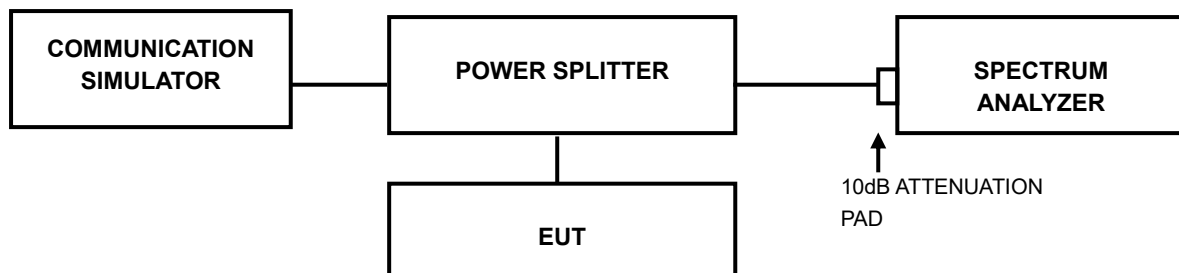 COMMUNICATION
SIMULATOR
POWER SPLITTER
SPECTRUM
ANALYZER
10dB ATTENUATION
PAD
EUT